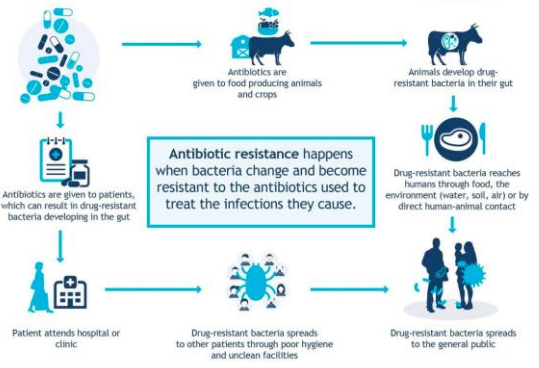 Antibiotics are
given to food producing animals
and crops
Animals develop drug-
resistant bacteria in their gut
Antibiotics are given to patients,
which can result in drug-resistant
bacteria developing in the gut
Antibiotic resistance happens
when bacteria change and become
resistant to the antibiotics used to
treat the infections they cause.
Drug-resistant bacteria reaches
humans through food, the
environment (water, soil, air) or by
direct human-animal contact
Patient attends hospital or
clinic
Drug-resistant bacteria spreads
to other patients through poor hygiene
and unclean facilities
Drug-resistant bacteria spreads
to the general public